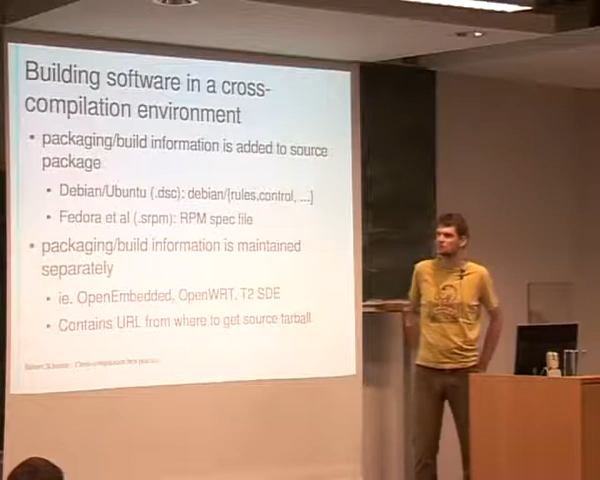 Building software in a cross-
compilation environment
• packaging/build information is added to source
package
• Debian/Ubuntu (.dsc): debian/[rules,control, ...]
• Fedora et al (.srpm): RPM spec file
• packaging/build information is maintained
separately
• ie. OpenEmbedded, OpenWRT, T2 SDE
• Contains URL from where to get source tarball